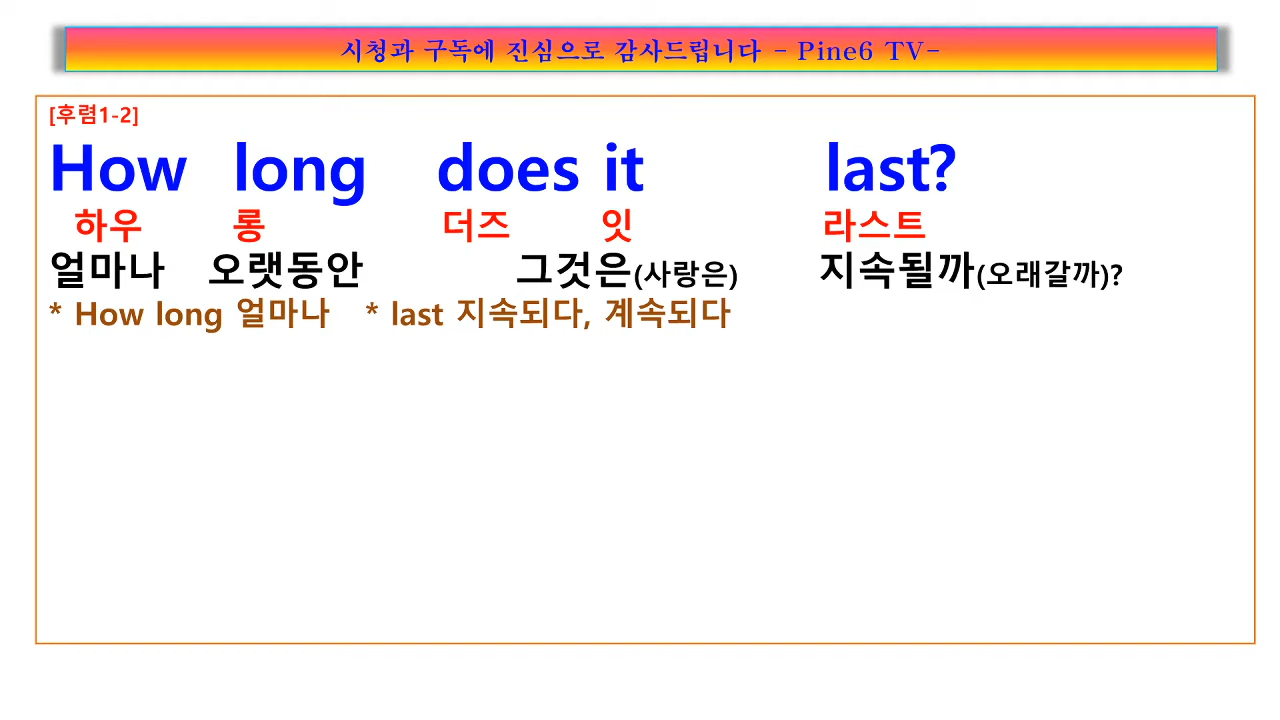 시청과 구독에 진심으로 감사드립니다 - Pine6 TV-
[후렴1-2]
How long does it last?
하우 롱 더즈 잇 라스트
얼마나 오랫동안 그것은(사랑은) 지속될까(오래갈까)?
* How long 얼마나 * last 지속되다, 계속되다